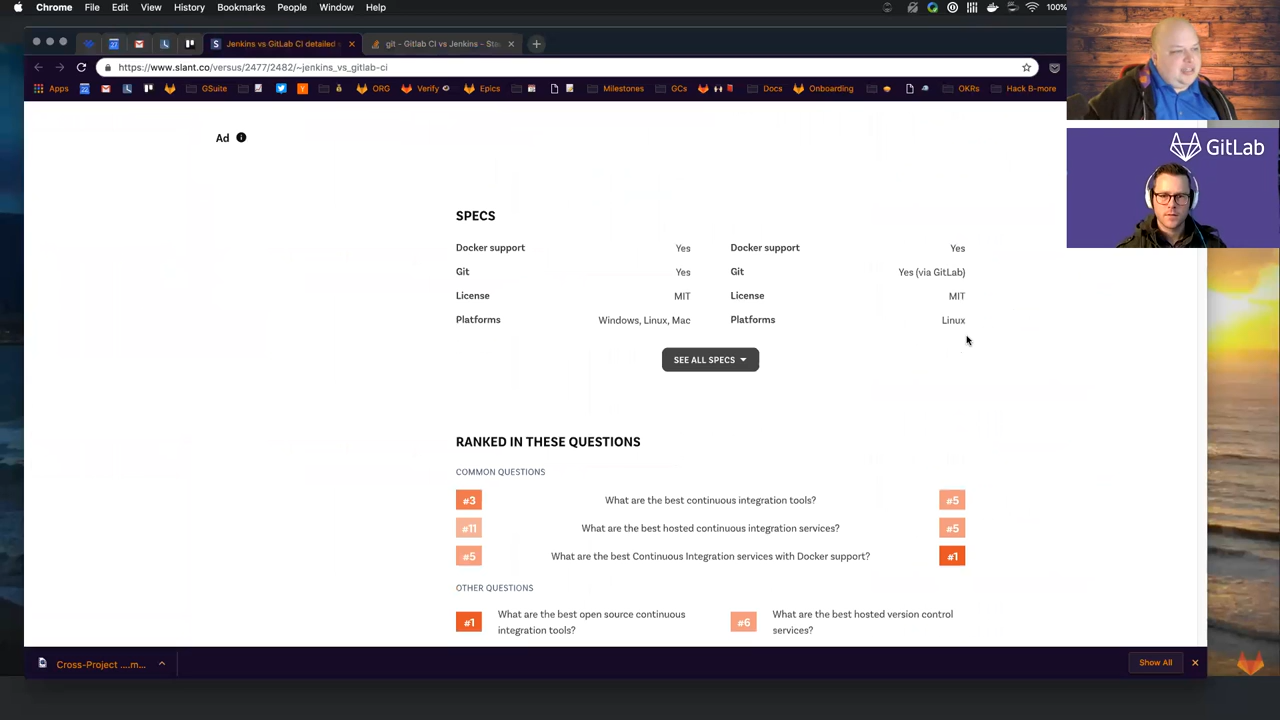 Chrome File Edit View History Bookmarks People Window Help 100%
Jenkins vs GitLab CI detailed git - Gitlab CI vs Jenkins - Sta
https://www.slant.co/versus/2477/2482/~jenkins_vs_gitlab-ci
Apps GSuite ORG Verify Epics Milestones GCs Docs Onboarding OKRs Hack B-more
GitLab
Ad
SPECS
Docker support Yes Docker support Yes
Git Yes Git Yes (via GitLab)
License MIT License MIT
Platforms Windows, Linux, Mac Platforms Linux
SEE ALL SPECS
RANKED IN THESE QUESTIONS
COMMON QUESTIONS
#3 What are the best continuous integration tools? #5
#11 What are the best hosted continuous integration services? #5
#5 What are the best Continuous Integration services with Docker support? #1
OTHER QUESTIONS
#1 What are the best open source continuous integration tools?
#6 What are the best hosted version control services?
Cross-Project ....m... Show All